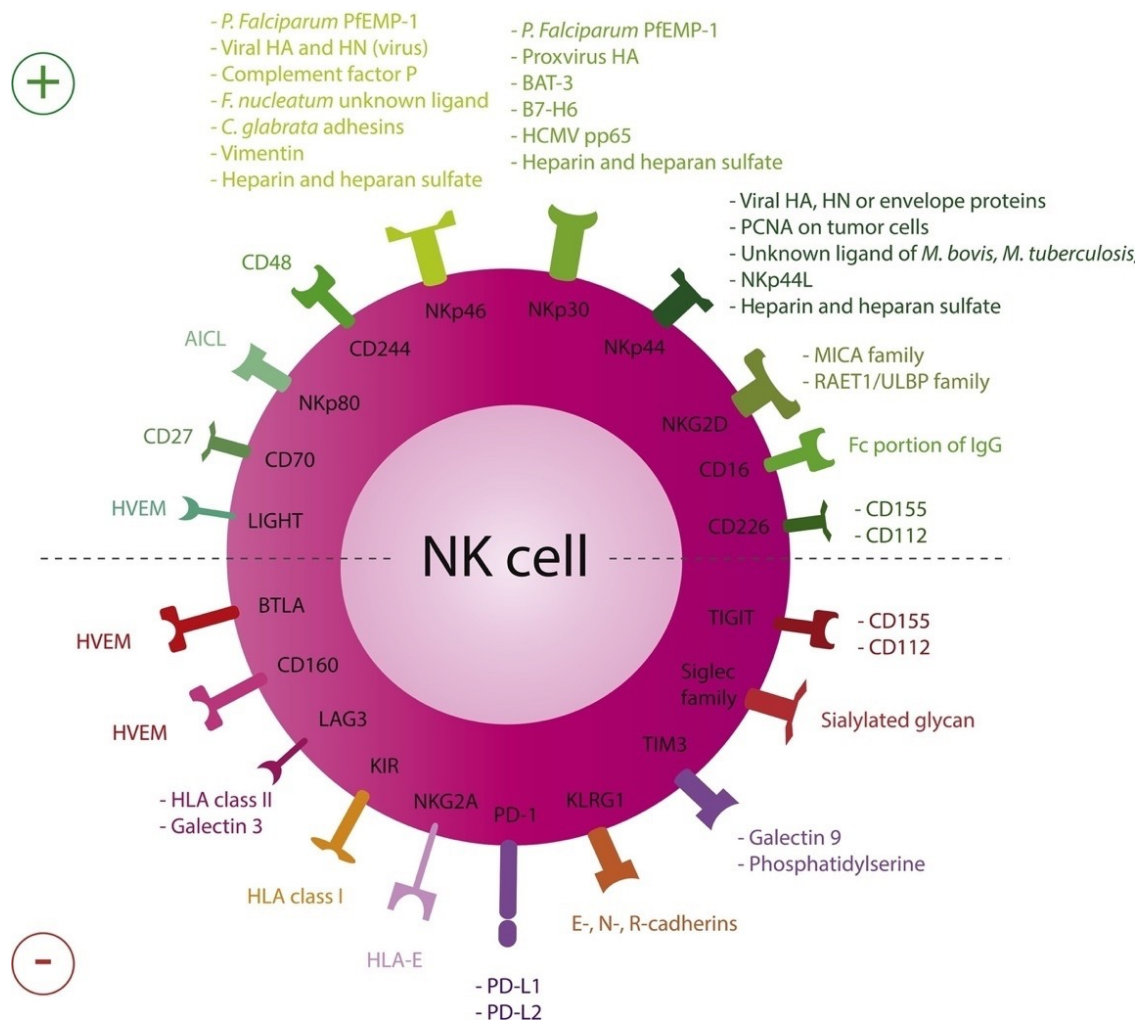 +
- P. Falciparum PfEMP-1
- Viral HA and HN (virus)
- Complement factor P
- F. nucleatum unknown ligand
- C. glabrata adhesins
- Vimentin
- Heparin and heparan sulfate
- P. Falciparum PfEMP-1
- Proxvirus HA
- BAT-3
- B7-H6
- HCMV pp65
- Heparin and heparan sulfate
- Viral HA, HN or envelope proteins
- PCNA on tumor cells
- Unknown ligand of M. bovis, M. tuberculosis,
- NKp44L
- Heparin and heparan sulfate
CD48
AICL
CD27
HVEM
NKp46
NKp30
NKp44
CD244
NKp80
CD70
LIGHT
NKG2D
CD16
CD226
- MICA family
- RAET1/ULBP family
Fc portion of IgG
- CD155
- CD112
NK cell
BTLA
CD160
LAG3
KIR
NKG2A
PD-1
KLRG1
TIM3
Siglec
family
TIGIT
HVEM
HVEM
- HLA class II
- Galectin 3
HLA class I
HLA-E
- PD-L1
- PD-L2
E-, N-, R-cadherins
- Galectin 9
- Phosphatidylserine
Sialylated glycan
- CD155
- CD112
-